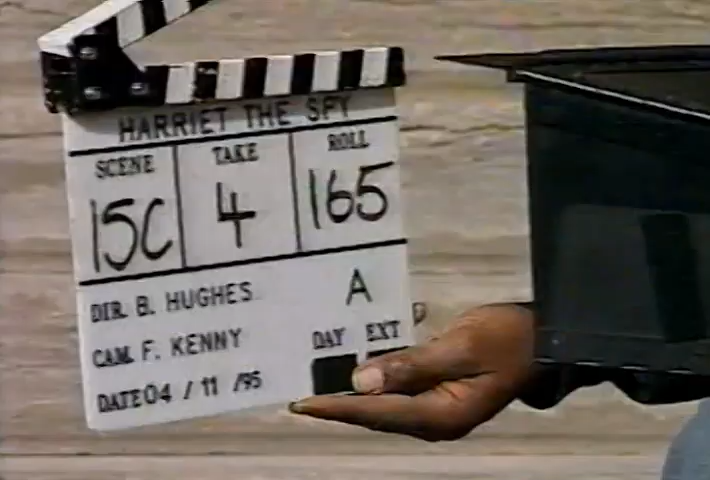 HARRIET THE SPY
SCENE TAKE ROLL
15C 4 165
DIR. B. HUGHES A
CAM. F. KENNY DAY EXT
DATE 04 / 11 /95